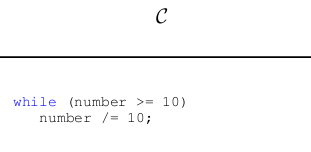 𝒞
while (number >= 10)
   number /= 10;